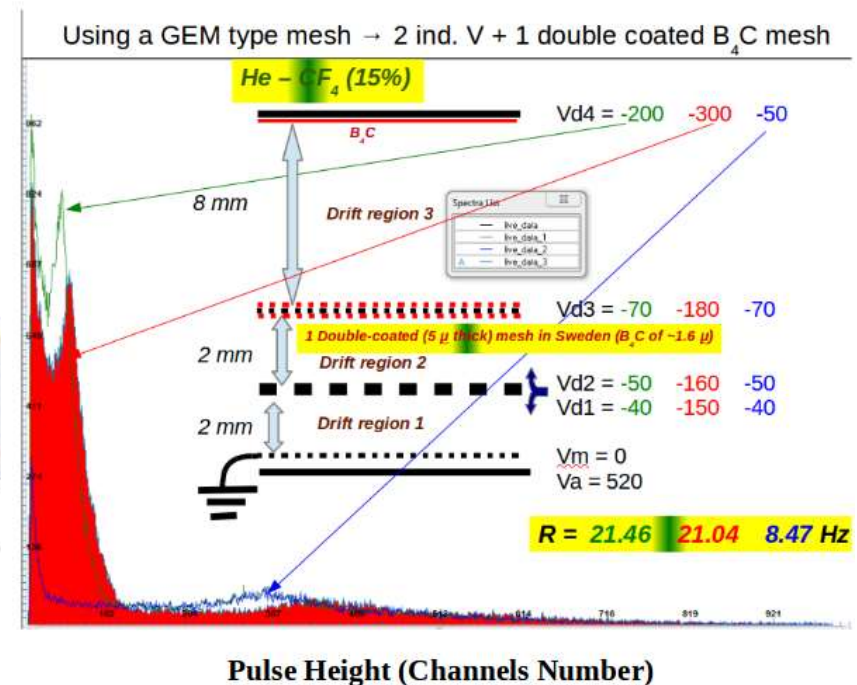 Using a GEM type mesh → 2 ind. V + 1 double coated B4C mesh
He – CF4 (15%)
Vd4 = -200 -300 -50
B4C
8 mm
Drift region 3
Spectra List
live_data
live_data_1
live_data_2
A live_data_3
Vd3 = -70 -180 -70
1 Double-coated (5 µ thick) mesh in Sweden (B4C of ~1.6 µ)
2 mm
Drift region 2
Vd2 = -50 -160 -50
Vd1 = -40 -150 -40
2 mm
Drift region 1
Vm = 0
Va = 520
R = 21.46 21.04 8.47 Hz
614 716 819 921
Pulse Height (Channels Number)